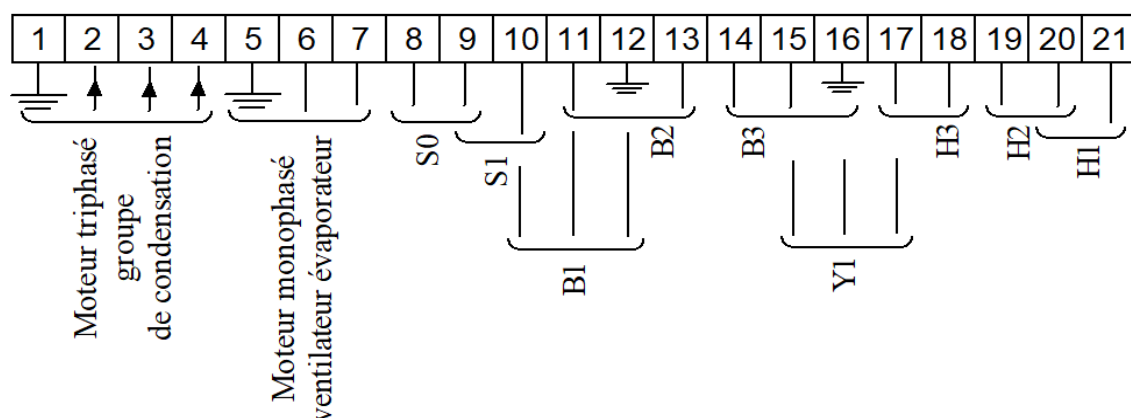 1 2 3 4 5 6 7 8 9 10 11 12 13 14 15 16 17 18 19 20 21
Moteur triphasé
groupe
de condensation
Moteur monophasé
ventilateur évaporateur
S0
S1
B1
B2
B3
Y1
H3
H2
H1